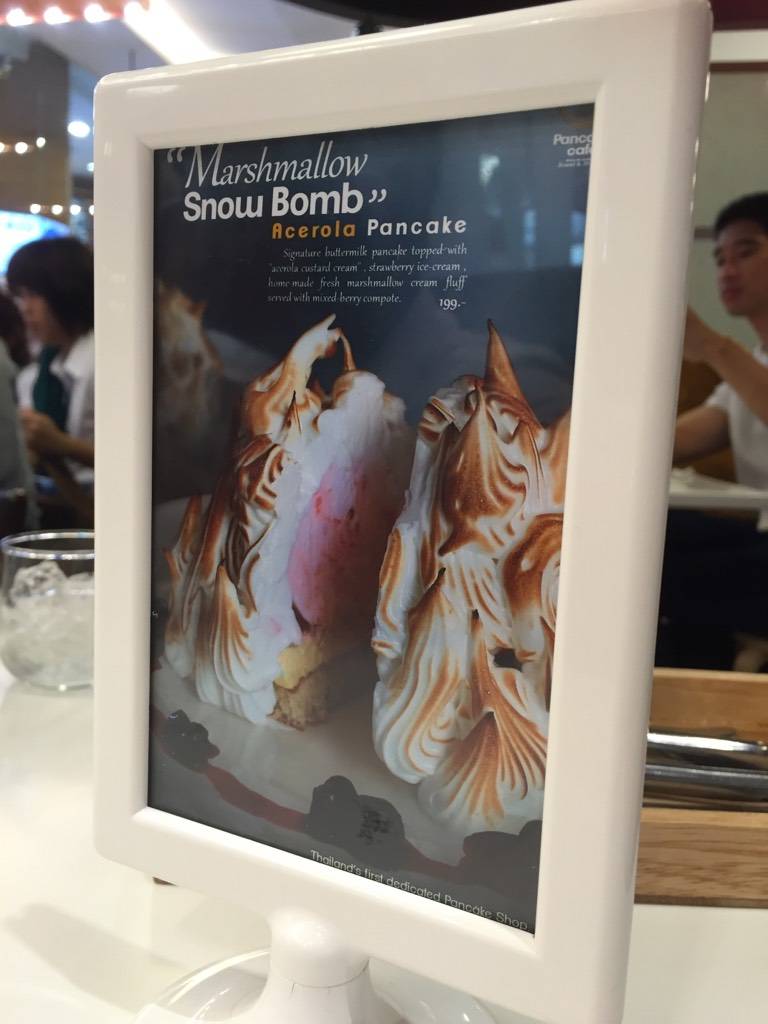 "Marshmallow
Snow Bomb"
Acerola Pancake
Signature buttermilk pancake topped with
"acerola custard cream", strawberry ice-cream,
home-made fresh marshmallow cream fluff
served with mixed-berry compote. 199.-
Thailand's first dedicated Pancake Shop